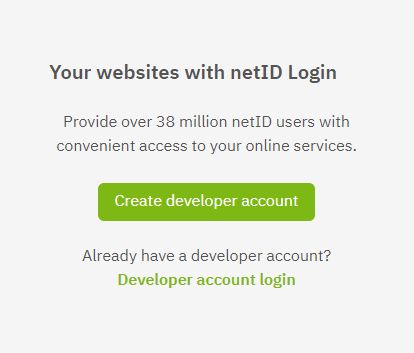 Your websites with netID Login
Provide over 38 million netID users with
convenient access to your online services.
Create developer account
Already have a developer account?
Developer account login